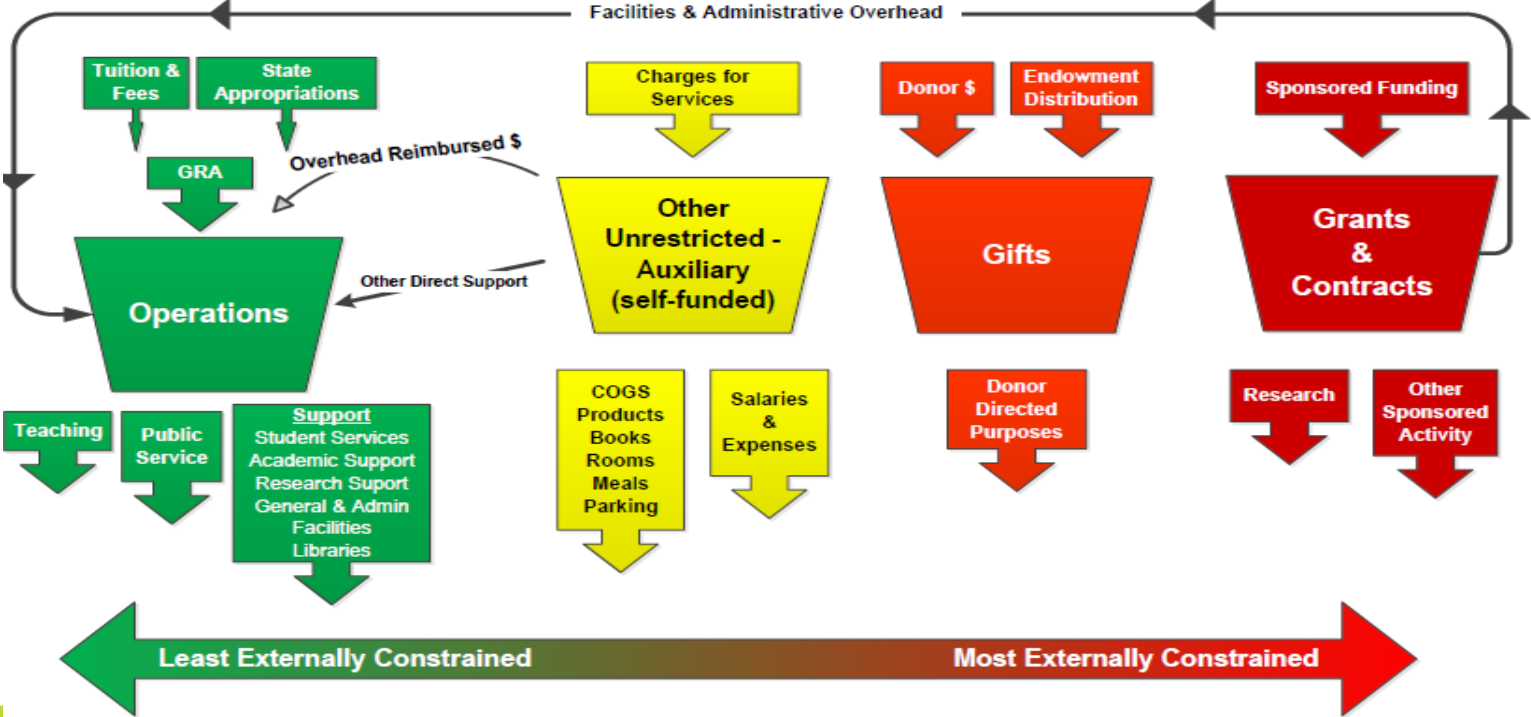 Facilities & Administrative Overhead
Tuition &
Fees
State
Appropriations
Charges for
Services
Donor $
Endowment
Distribution
Sponsored Funding
GRA
Overhead Reimbursed $
Other
Unrestricted -
Auxiliary
(self-funded)
Gifts
Grants
&
Contracts
Other Direct Support
Operations
Teaching
Public
Service
Support
Student Services
Academic Support
Research Suport
General & Admin
Facilities
Libraries
COGS
Products
Books
Rooms
Meals
Parking
Salaries
&
Expenses
Donor
Directed
Purposes
Research
Other
Sponsored
Activity
Least Externally Constrained
Most Externally Constrained